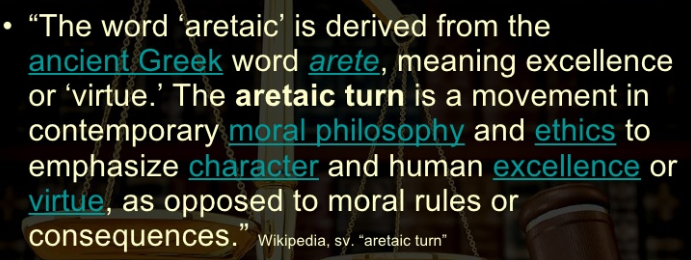 • “The word ‘aretaic’ is derived from the
ancient Greek word arete, meaning excellence
or ‘virtue.’ The aretaic turn is a movement in
contemporary moral philosophy and ethics to
emphasize character and human excellence or
virtue, as opposed to moral rules or
consequences.” Wikipedia, sv. “aretaic turn”